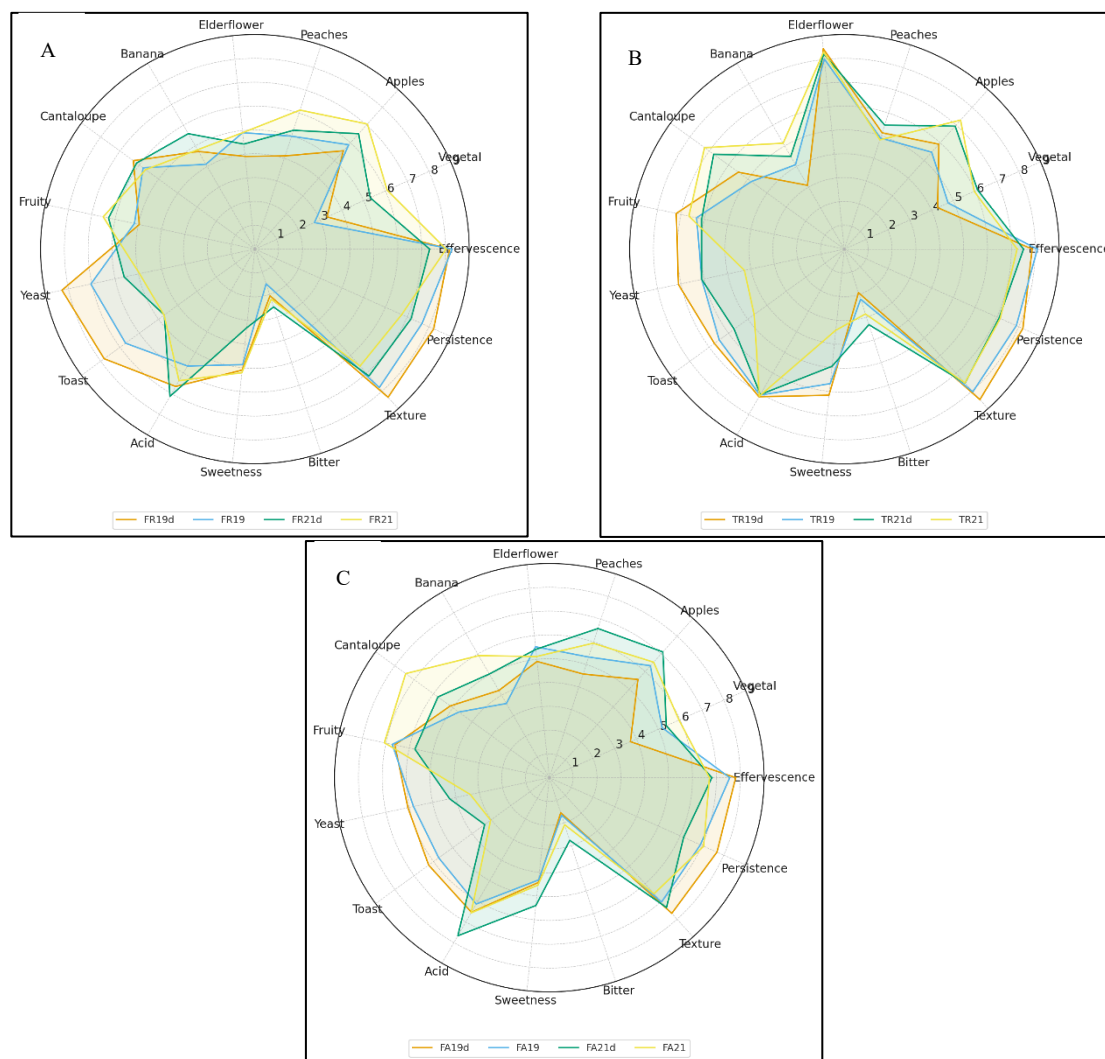 A
Elderflower
Peaches
Apples
Vegetal
Effervescence
Persistence
Texture
Bitter
Sweetness
Acid
Toast
Yeast
Fruity
Cantaloupe
Banana
1 2 3 4 5 6 7 8 9
FR19d FR19 FR21d FR21
B
Elderflower
Peaches
Apples
Vegetal
Effervescence
Persistence
Texture
Bitter
Sweetness
Acid
Toast
Yeast
Fruity
Cantaloupe
Banana
1 2 3 4 5 6 7 8 9
TR19d TR19 TR21d TR21
C
Elderflower
Peaches
Apples
Vegetal
Effervescence
Persistence
Texture
Bitter
Sweetness
Acid
Toast
Yeast
Fruity
Cantaloupe
Banana
1 2 3 4 5 6 7 8 9
FA19d FA19 FA21d FA21